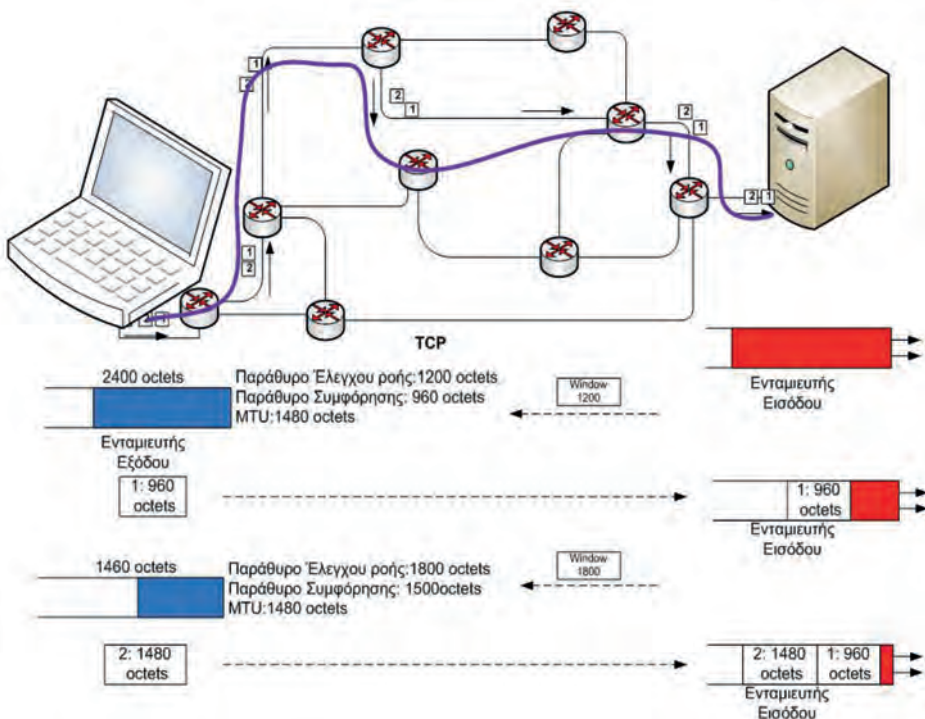 1
2
2
1
2
1
2 1
1
2
2 1
TCP
2400 octets
Παράθυρο Έλεγχου ροής:1200 octets
Παράθυρο Συμφόρησης: 960 octets
MTU:1480 octets
Window
1200
Ενταμιευτής
Εισόδου
Ενταμιευτής
Εξόδου
1: 960
octets
1: 960
octets
Ενταμιευτής
Εισόδου
1460 octets
Παράθυρο Έλεγχου ροής:1800 octets
Παράθυρο Συμφόρησης: 1500octets
MTU:1480 octets
Window
1800
2: 1480
octets
2: 1480
octets
1: 960
octets
Ενταμιευτής
Εισόδου